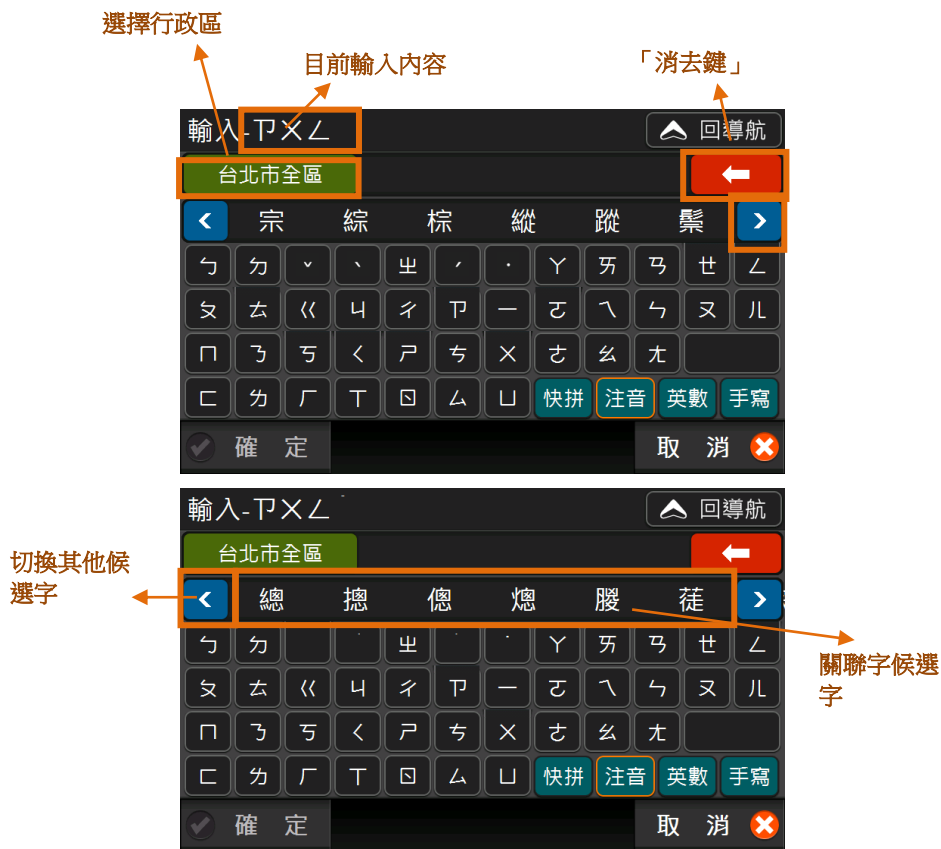 選擇行政區
目前輸入內容
「消去鍵」
輸入-ㄗㄨㄥ 回導航
台北市全區
宗 綜 棕 縱 蹤 鬃
ㄅ ㄉ ˇ ˋ ㄓ ˊ ˙ ㄚ ㄞ ㄢ ㄝ ㄥ
ㄆ ㄊ ㄍ ㄐ ㄔ ㄗ ㄧ ㄛ ㄟ ㄣ ㄡ ㄦ
ㄇ ㄋ ㄎ ㄑ ㄕ ㄘ ㄨ ㄜ ㄠ ㄤ
ㄈ ㄌ ㄏ ㄒ ㄖ ㄙ ㄩ 快拼 注音 英數 手寫
確定 取消
輸入-ㄗㄨㄥ 回導航
台北市全區
切換其他候
選字
總 摠 傯 熜 朡 蓗
ㄅ ㄉ ㄓ ㄚ ㄞ ㄢ ㄝ ㄥ
ㄆ ㄊ ㄍ ㄐ ㄔ ㄗ ㄧ ㄛ ㄟ ㄣ ㄡ ㄦ
ㄇ ㄋ ㄎ ㄑ ㄕ ㄘ ㄨ ㄜ ㄠ ㄤ
ㄈ ㄌ ㄏ ㄒ ㄖ ㄙ ㄩ 快拼 注音 英數 手寫
確定 取消
關聯字候選
字